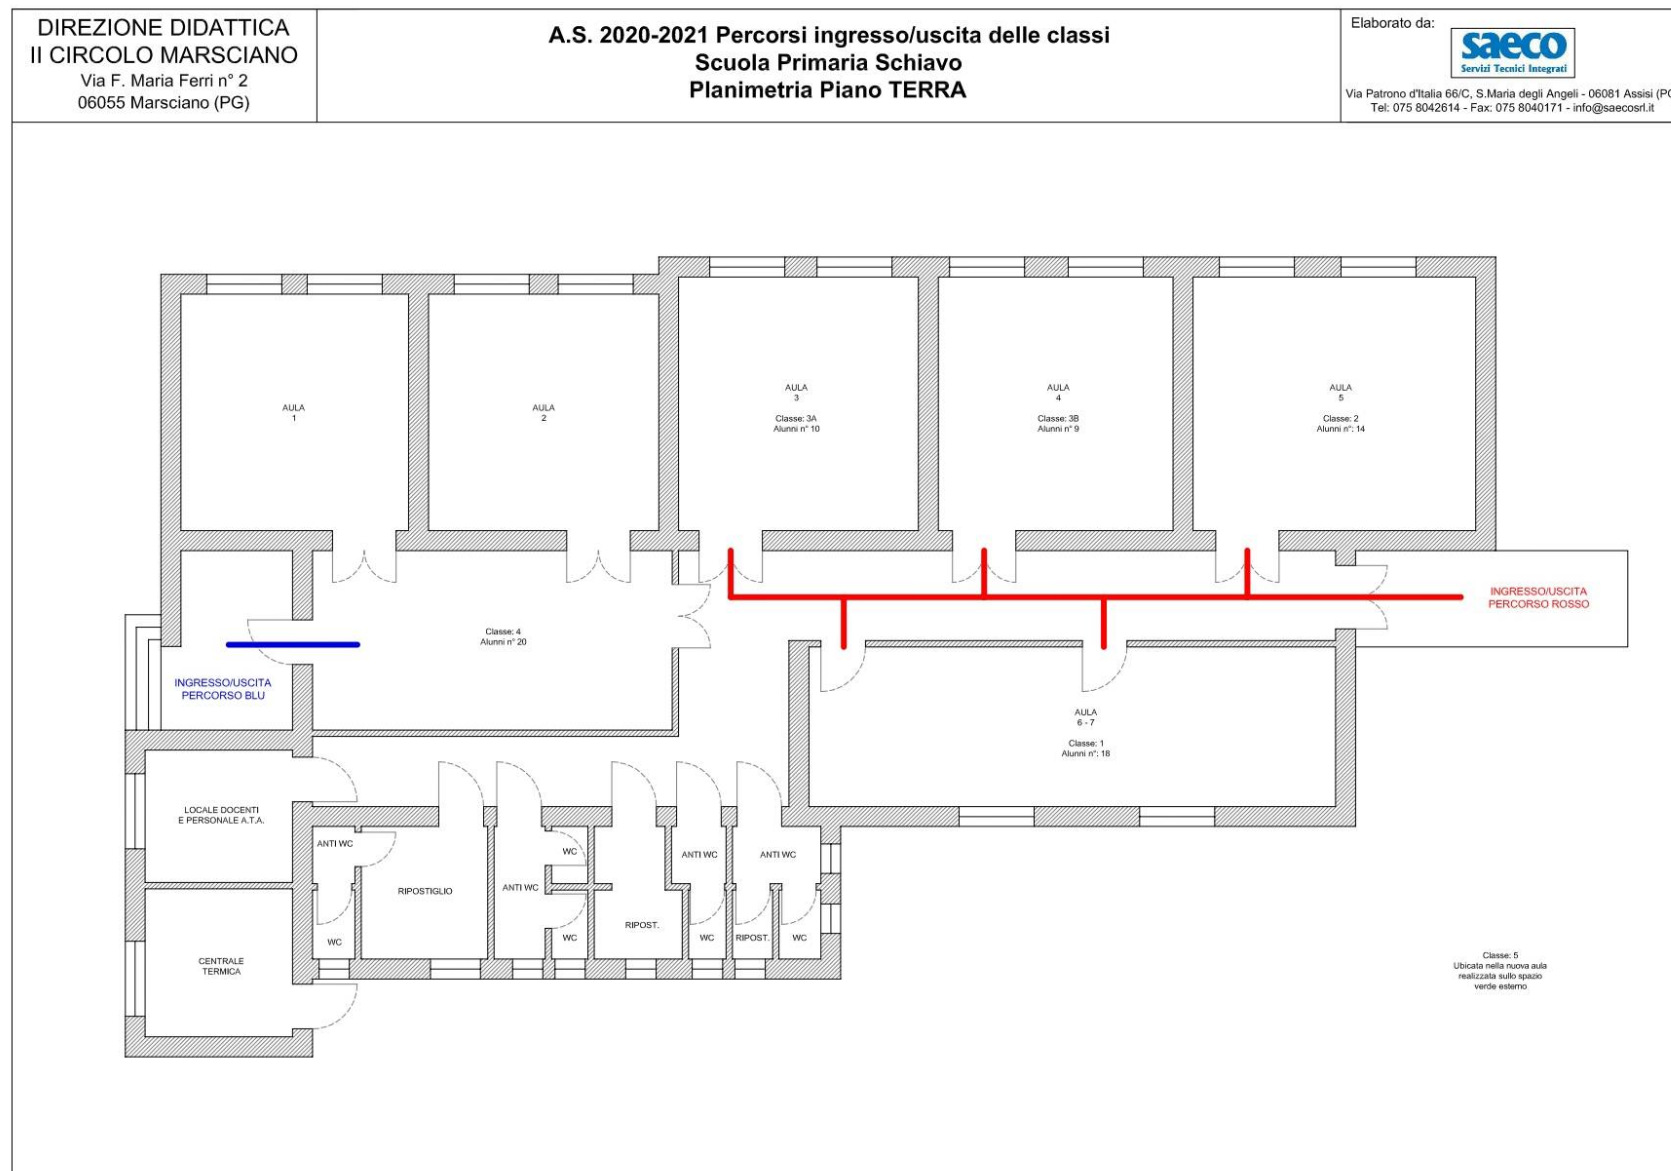 DIREZIONE DIDATTICA
II CIRCOLO MARSCIANO
Via F. Maria Ferri n° 2
06055 Marsciano (PG)
A.S. 2020-2021 Percorsi ingresso/uscita delle classi
Scuola Primaria Schiavo
Planimetria Piano TERRA
Elaborato da:
saeco
Servizi Tecnici Integrati
Via Patrono d'Italia 66/C, S.Maria degli Angeli - 06081 Assisi (PG
Tel: 075 8042614 - Fax: 075 8040171 - info@saecosrl.it
AULA
1
AULA
2
AULA
3
Classe: 3A
Alunni n° 10
AULA
4
Classe: 3B
Alunni n° 9
AULA
5
Classe: 2
Alunni n°: 14
INGRESSO/USCITA
PERCORSO ROSSO
Classe: 4
Alunni n° 20
INGRESSO/USCITA
PERCORSO BLU
AULA
6 - 7
Classe: 1
Alunni n°: 18
LOCALE DOCENTI
E PERSONALE A.T.A.
ANTI WC
WC
ANTI WC
ANTI WC
RIPOSTIGLIO
ANTI WC
RIPOST.
WC
WC
WC
RIPOST.
WC
CENTRALE
TERMICA
Classe: 5
Ubicata nella nuova aula
realizzata sullo spazio
verde esterno